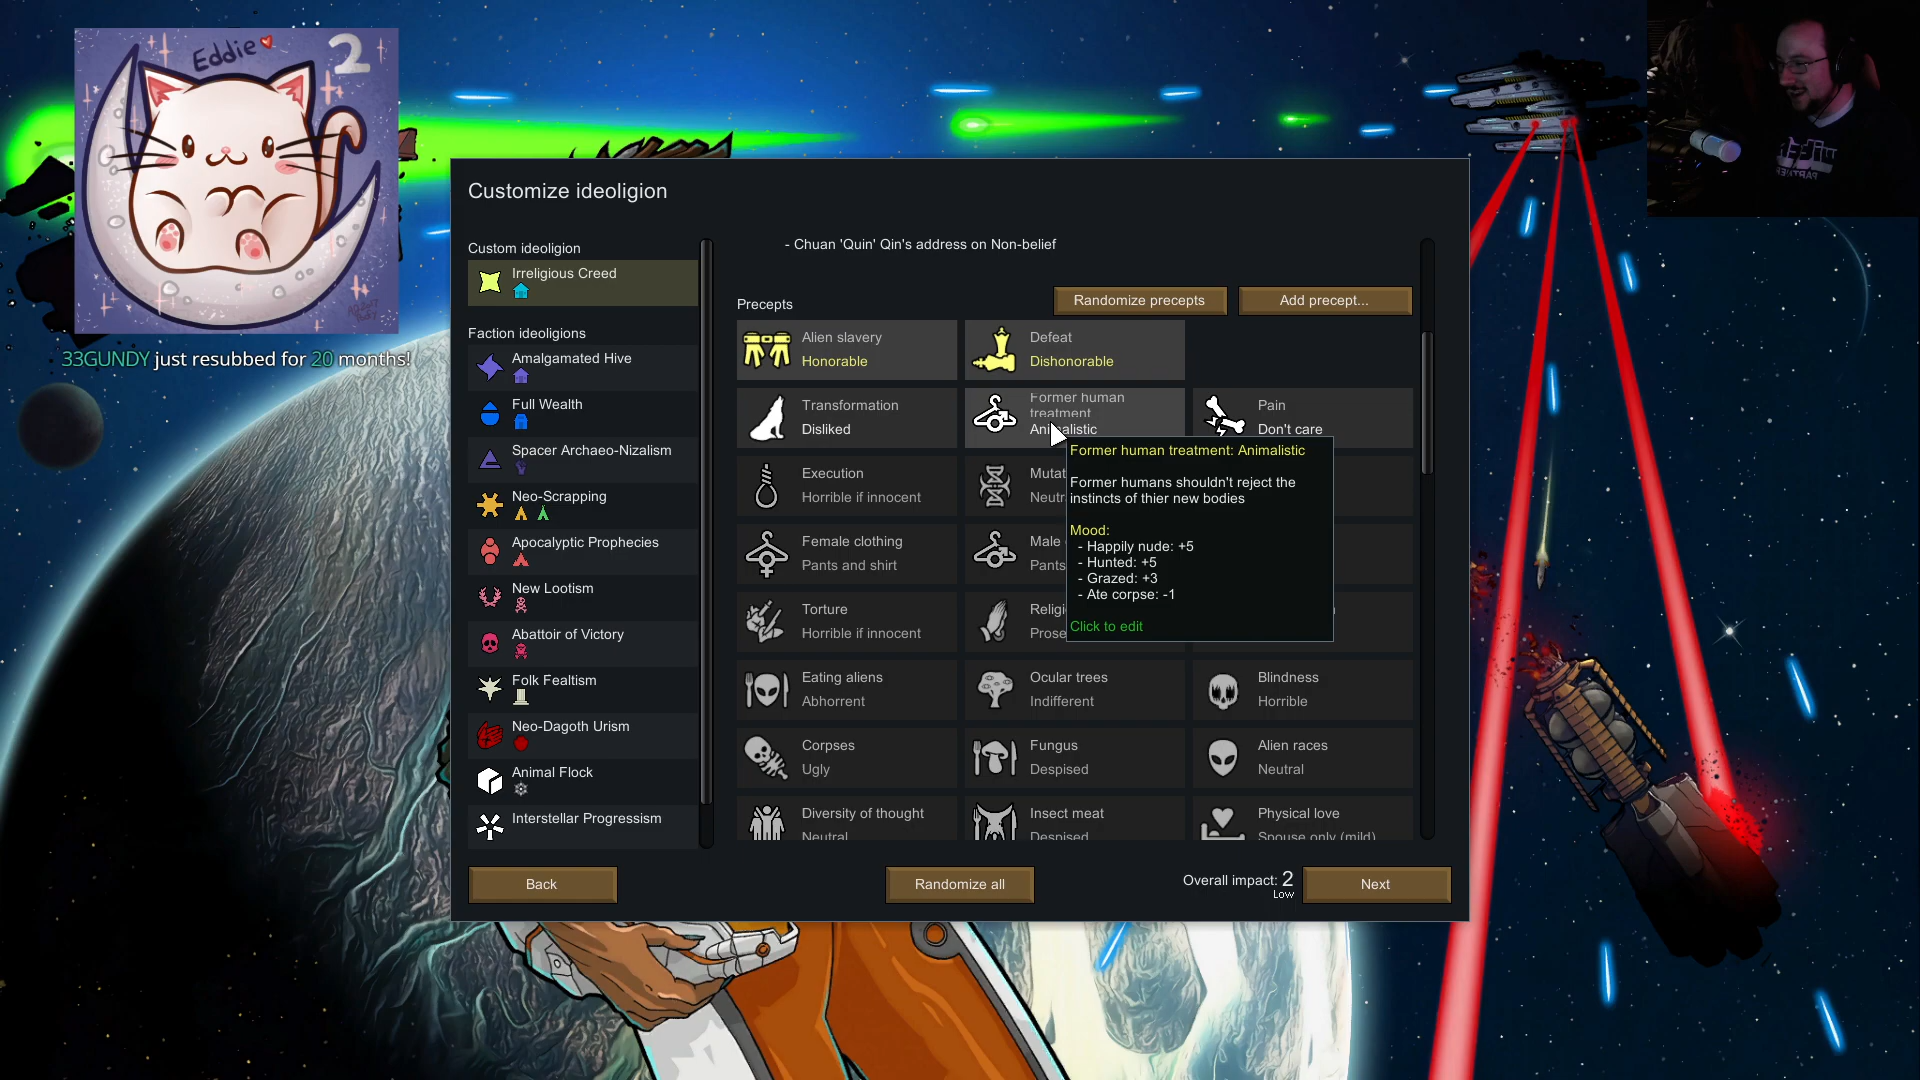 Eddie
2
33GUNDY just resubbed for 20 months!
PARTNER
Customize ideoligion
Custom ideoligion
Irreligious Creed
Faction ideoligions
Amalgamated Hive
Full Wealth
Spacer Archaeo-Nizalism
Neo-Scrapping
Apocalyptic Prophecies
New Lootism
Abattoir of Victory
Folk Fealtism
Neo-Dagoth Urism
Animal Flock
Interstellar Progressism
- Chuan 'Quin' Qin's address on Non-belief
Precepts
Randomize precepts
Add precept...
Alien slavery
Honorable
Defeat
Dishonorable
Transformation
Disliked
Former human
treatment
Animalistic
Pain
Don't care
Execution
Horrible if innocent
Mutat
Neutr
Female clothing
Pants and shirt
Male
Pants
Torture
Horrible if innocent
Religi
Prose
Eating aliens
Abhorrent
Ocular trees
Indifferent
Blindness
Horrible
Corpses
Ugly
Fungus
Despised
Alien races
Neutral
Diversity of thought
Neutral
Insect meat
Despised
Physical love
Spouse only (mild)
Former human treatment: Animalistic
Former humans shouldn't reject the
instincts of thier new bodies
Mood:
- Happily nude: +5
- Hunted: +5
- Grazed: +3
- Ate corpse: -1
Click to edit
Back
Randomize all
Overall impact: 2
Low
Next